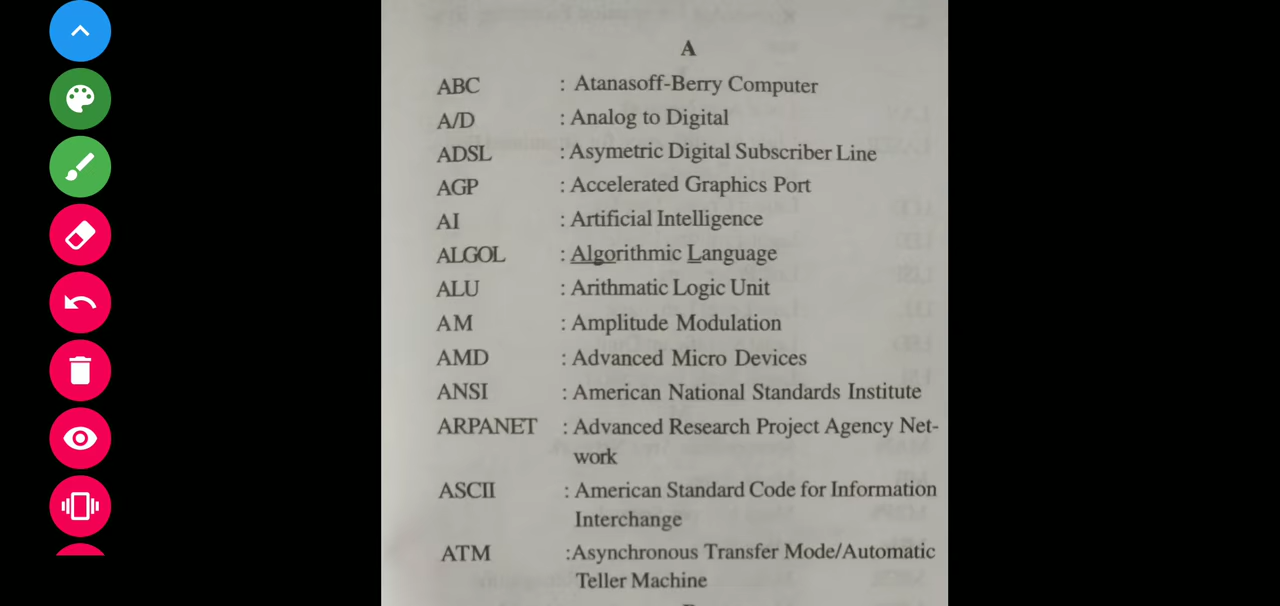 A
ABC : Atanasoff-Berry Computer
A/D : Analog to Digital
ADSL : Asymetric Digital Subscriber Line
AGP : Accelerated Graphics Port
AI : Artificial Intelligence
ALGOL : Algorithmic Language
ALU : Arithmatic Logic Unit
AM : Amplitude Modulation
AMD : Advanced Micro Devices
ANSI : American National Standards Institute
ARPANET : Advanced Research Project Agency Net-
work
ASCII : American Standard Code for Information
Interchange
ATM :Asynchronous Transfer Mode/Automatic
Teller Machine